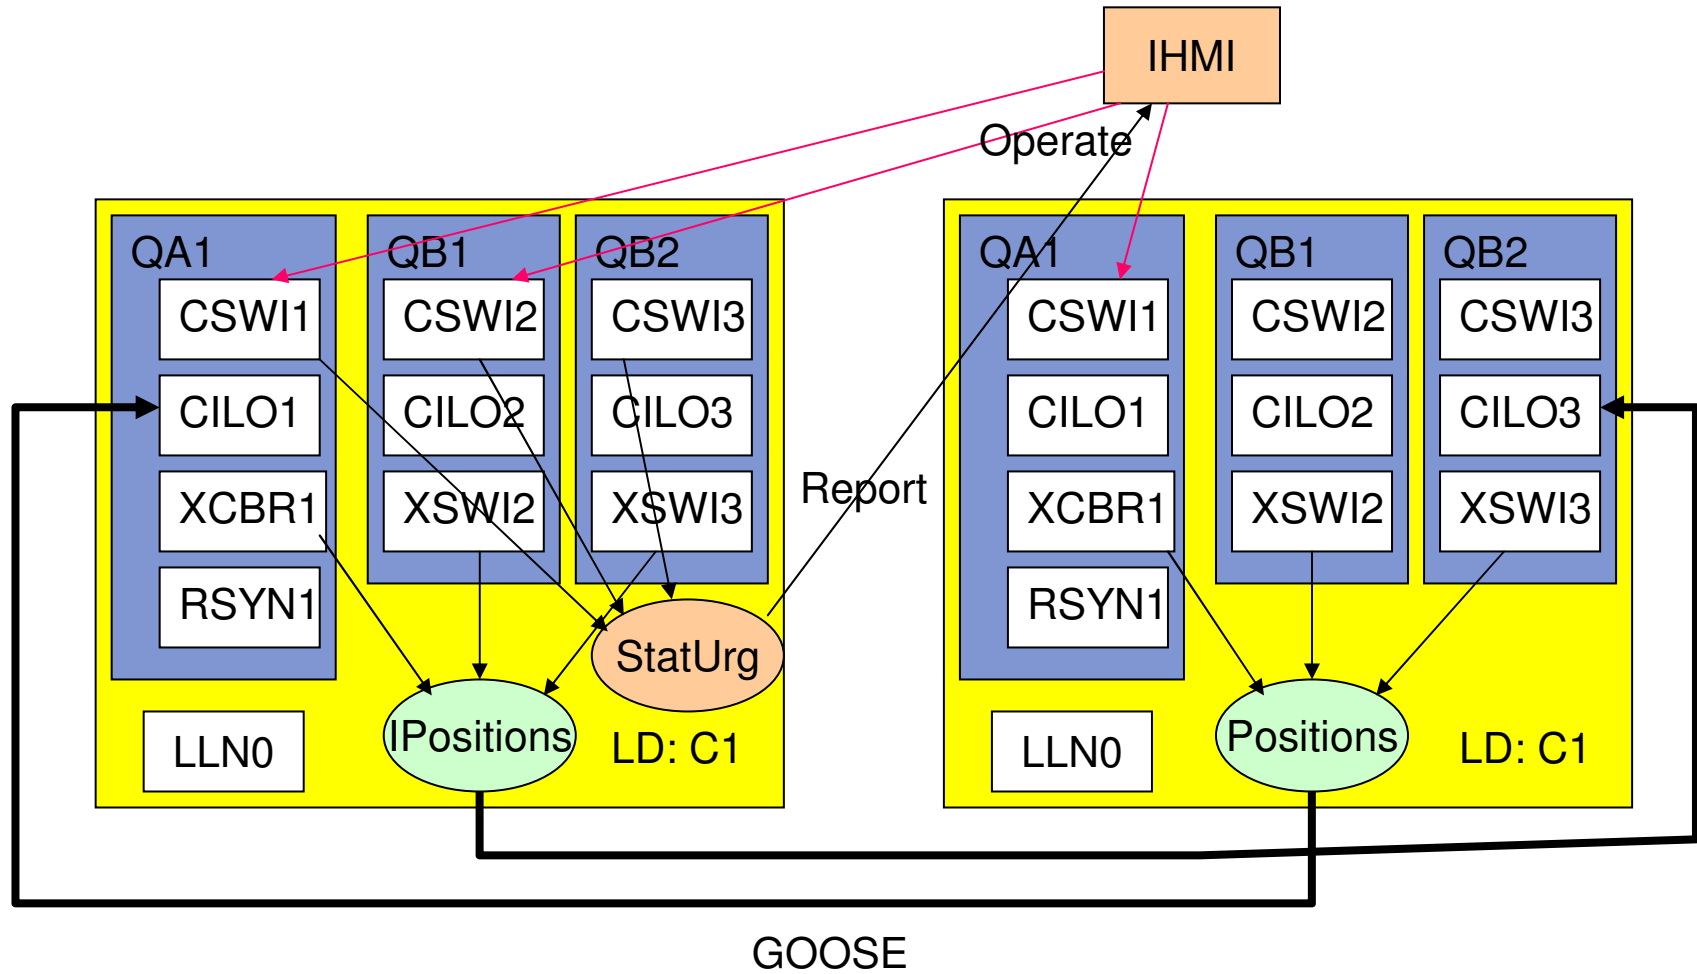 IHMI
Operate
QA1
QB1
QB2
CSWI1
CSWI2
CSWI3
CILO1
CILO2
CILO3
XCBR1
XSWI2
XSWI3
RSYN1
StatUrg
LLN0
IPositions
LD: C1
Report
QA1
QB1
QB2
CSWI1
CSWI2
CSWI3
CILO1
CILO2
CILO3
XCBR1
XSWI2
XSWI3
RSYN1
LLN0
Positions
LD: C1
GOOSE